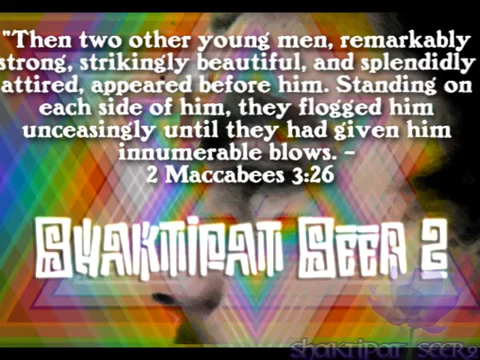 "Then two other young men, remarkably
strong, strikingly beautiful, and splendidly
attired, appeared before him. Standing on
each side of him, they flogged him
unceasingly until they had given him
innumerable blows. –
2 Maccabees 3:26
SHAKTIPAT SEER 2
SHAKTIPAT SEER2